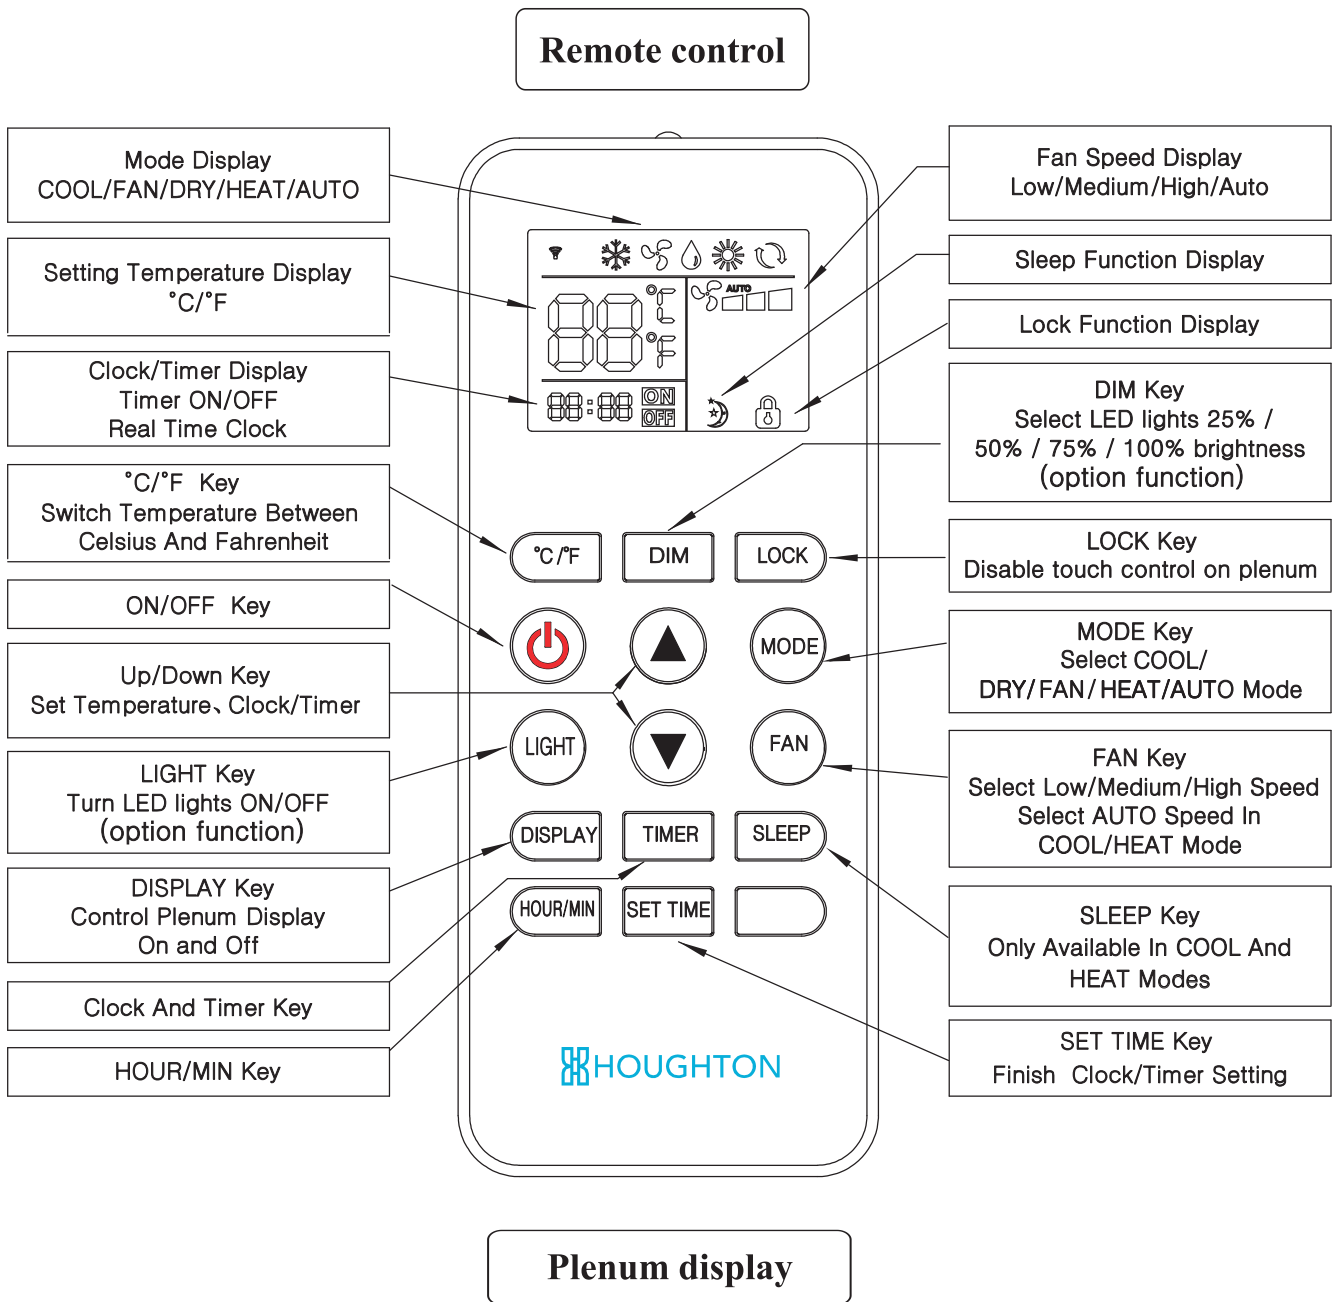 Remote control
Mode Display
COOL/FAN/DRY/HEAT/AUTO
Setting Temperature Display
°C/°F
Clock/Timer Display
Timer ON/OFF
Real Time Clock
°C/°F Key
Switch Temperature Between
Celsius And Fahrenheit
ON/OFF Key
Up/Down Key
Set Temperature、Clock/Timer
LIGHT Key
Turn LED lights ON/OFF
(option function)
DISPLAY Key
Control Plenum Display
On and Off
Clock And Timer Key
HOUR/MIN Key
AUTO
88 °C
°F
88:88 ON
OFF
°C/°F DIM LOCK
MODE
LIGHT FAN
DISPLAY TIMER SLEEP
HOUR/MIN SET TIME
HOUGHTON
Fan Speed Display
Low/Medium/High/Auto
Sleep Function Display
Lock Function Display
DIM Key
Select LED lights 25% /
50% / 75% / 100% brightness
(option function)
LOCK Key
Disable touch control on plenum
MODE Key
Select COOL/
DRY/FAN/HEAT/AUTO Mode
FAN Key
Select Low/Medium/High Speed
Select AUTO Speed In
COOL/HEAT Mode
SLEEP Key
Only Available In COOL And
HEAT Modes
SET TIME Key
Finish Clock/Timer Setting
Plenum display